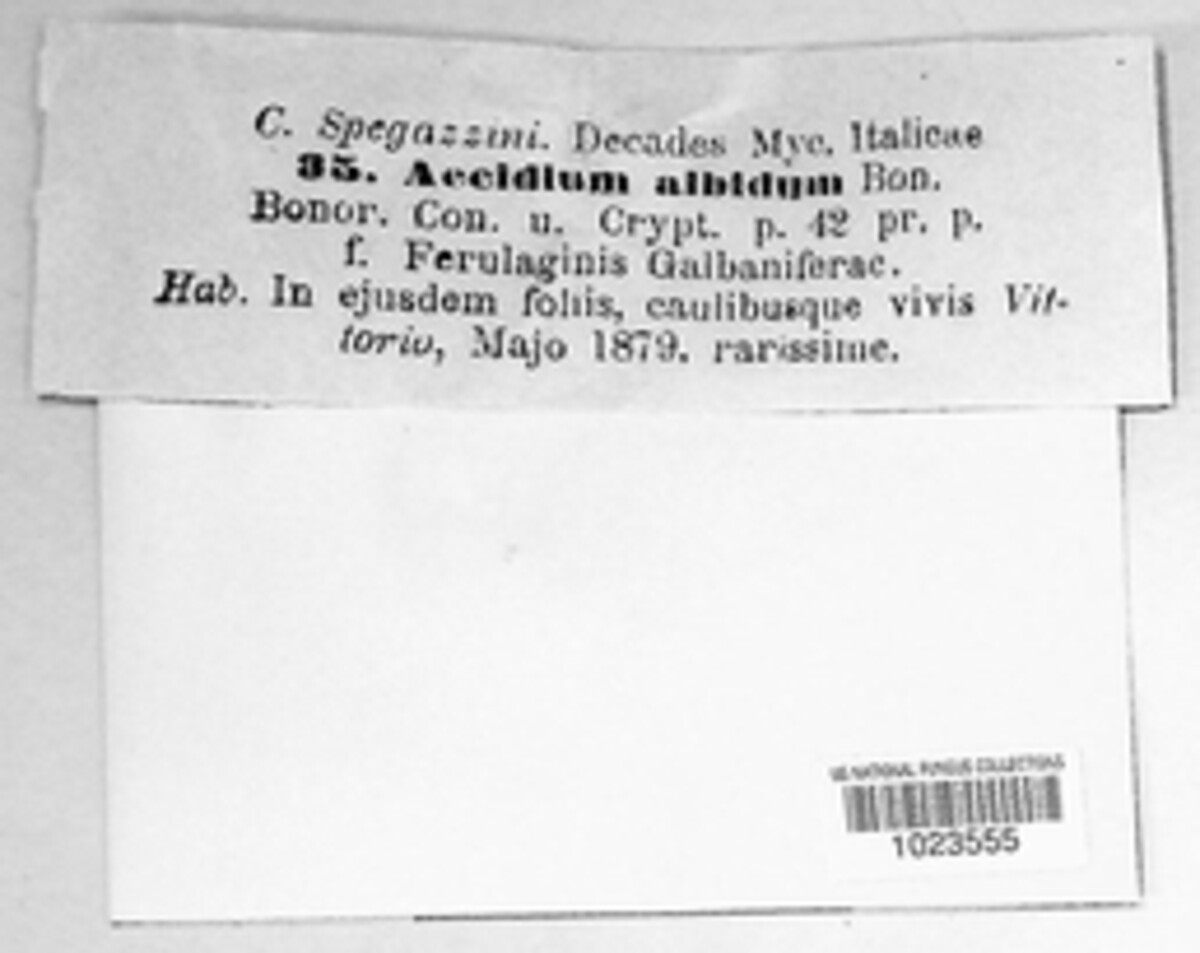 C. Spegazzini. Decades Myc. Italicae
35. Aecidium albidum Bon.
Bonor. Con. u. Crypt. p. 42 pr. p.
f. Ferulaginis Galbaniferae.
Hab. In ejusdem foliis, caulibusque vivis Vit-
torio, Majo 1879. rarissime.
US NATIONAL FUNGUS COLLECTIONS
1023555